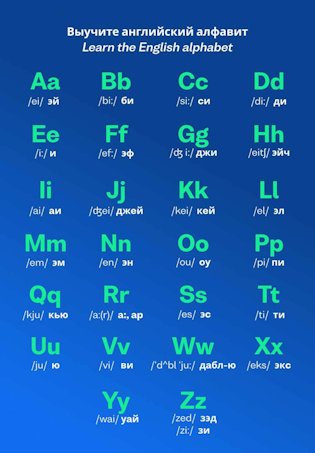 Выучите английский алфавит
Learn the English alphabet
Aa Bb Cc Dd
/ei/ эй /bi:/ би /si:/ си /di:/ ди
Ee Ff Gg Hh
/i:/ и /ef:/ эф /ʤ i:/ джи /eitʃ/ эйч
Ii Jj Kk Ll
/ai/ аи /ʤei/ джей /kei/ кей /el/ эл
Mm Nn Oo Pp
/em/ эм /en/ эн /ou/ оу /pi/ пи
Qq Rr Ss Tt
/kju/ кью /a:(r)/ а:, ар /es/ эс /ti/ ти
Uu Vv Ww Xx
/ju/ ю /vi/ ви /'d^bl 'ju:/ дабл-ю /eks/ экс
Yy Zz
/wai/ уай /zed/ зэд
/zi:/ зи